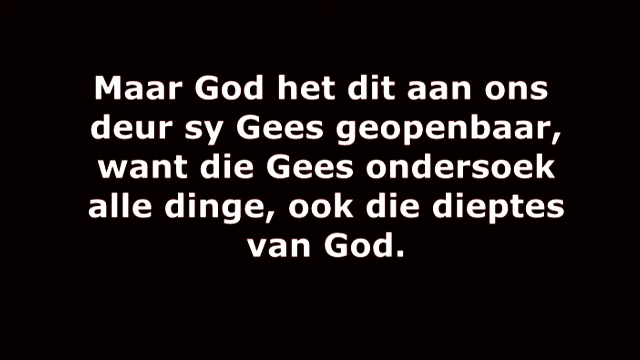 Maar God het dit aan ons
deur sy Gees geopenbaar,
want die Gees ondersoek
alle dinge, ook die dieptes
van God.